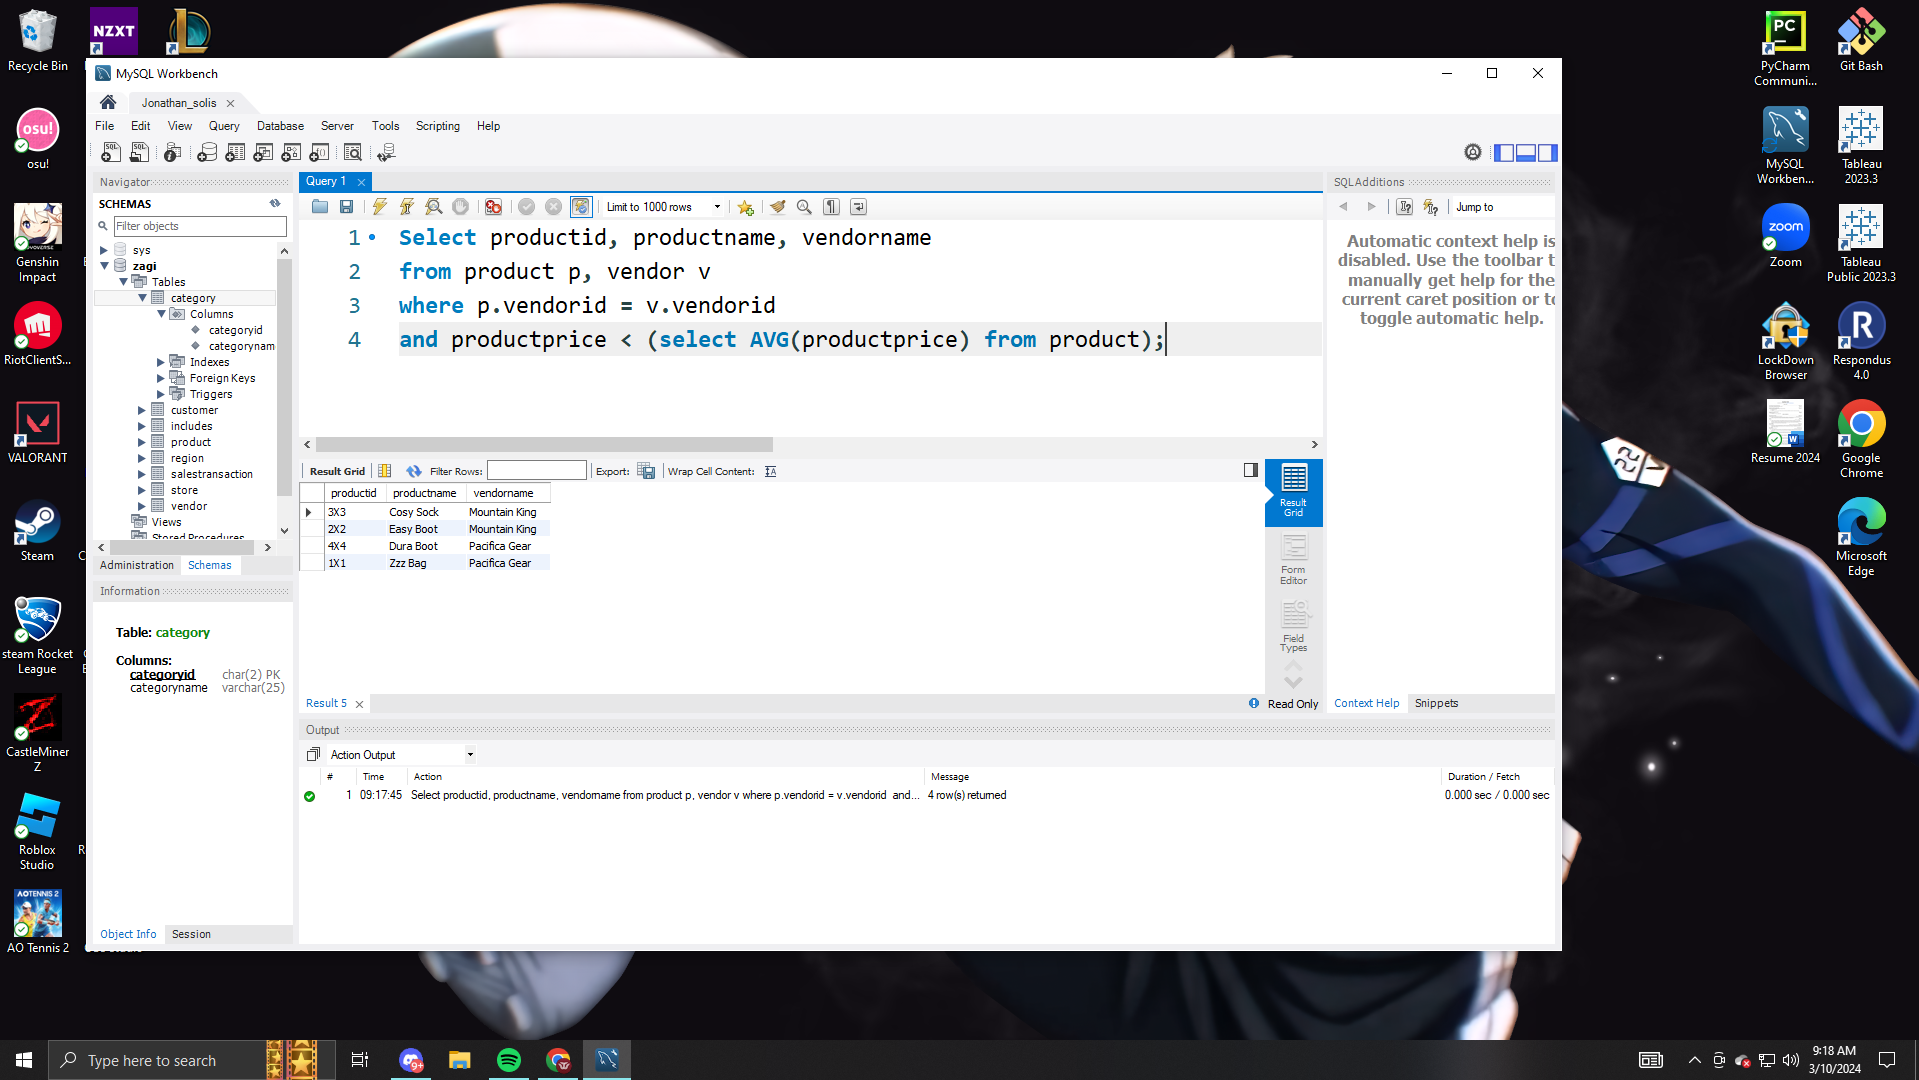 Recycle Bin
NZXT
osu!
osu!
Genshin
Impact
RiotClientS...
VALORANT
Steam
steam Rocket
League
CastleMiner
Z
Roblox
Studio
AO TENNIS 2
AO Tennis 2
MySQL Workbench
Jonathan_solis
File Edit View Query Database Server Tools Scripting Help
Navigator
SCHEMAS
Filter objects
sys
zagi
Tables
category
Columns
categoryid
categorynam
Indexes
Foreign Keys
Triggers
customer
includes
product
region
salestransaction
store
vendor
Views
Stored Procedures
Administration Schemas
Information
Table: category
Columns:
categoryid char(2) PK
categoryname varchar(25)
Object Info Session
Query 1
Limit to 1000 rows
1 Select productid, productname, vendorname
2 from product p, vendor v
3 where p.vendorid = v.vendorid
4 and productprice < (select AVG(productprice) from product);
Result Grid Filter Rows: Export: Wrap Cell Content:
productid productname vendorname
3X3 Cosy Sock Mountain King
2X2 Easy Boot Mountain King
4X4 Dura Boot Pacifica Gear
1X1 Zzz Bag Pacifica Gear
Result
Grid
Form
Editor
Field
Types
Result 5
Read Only
SQLAdditions
Jump to
Automatic context help is
disabled. Use the toolbar t
manually get help for the
current caret position or to
toggle automatic help.
Context Help Snippets
Output
Action Output
# Time Action Message Duration / Fetch
1 09:17:45 Select productid, productname, vendorname from product p, vendor v where p.vendorid = v.vendorid and... 4 row(s) returned 0.000 sec / 0.000 sec
PC
PyCharm
Communi...
Git Bash
MySQL
Workben...
Tableau
2023.3
zoom
Zoom
Tableau
Public 2023.3
LockDown
Browser
R
Respondus
4.0
Resume 2024
Google
Chrome
Microsoft
Edge
22
Type here to search
9+
9:18 AM
3/10/2024